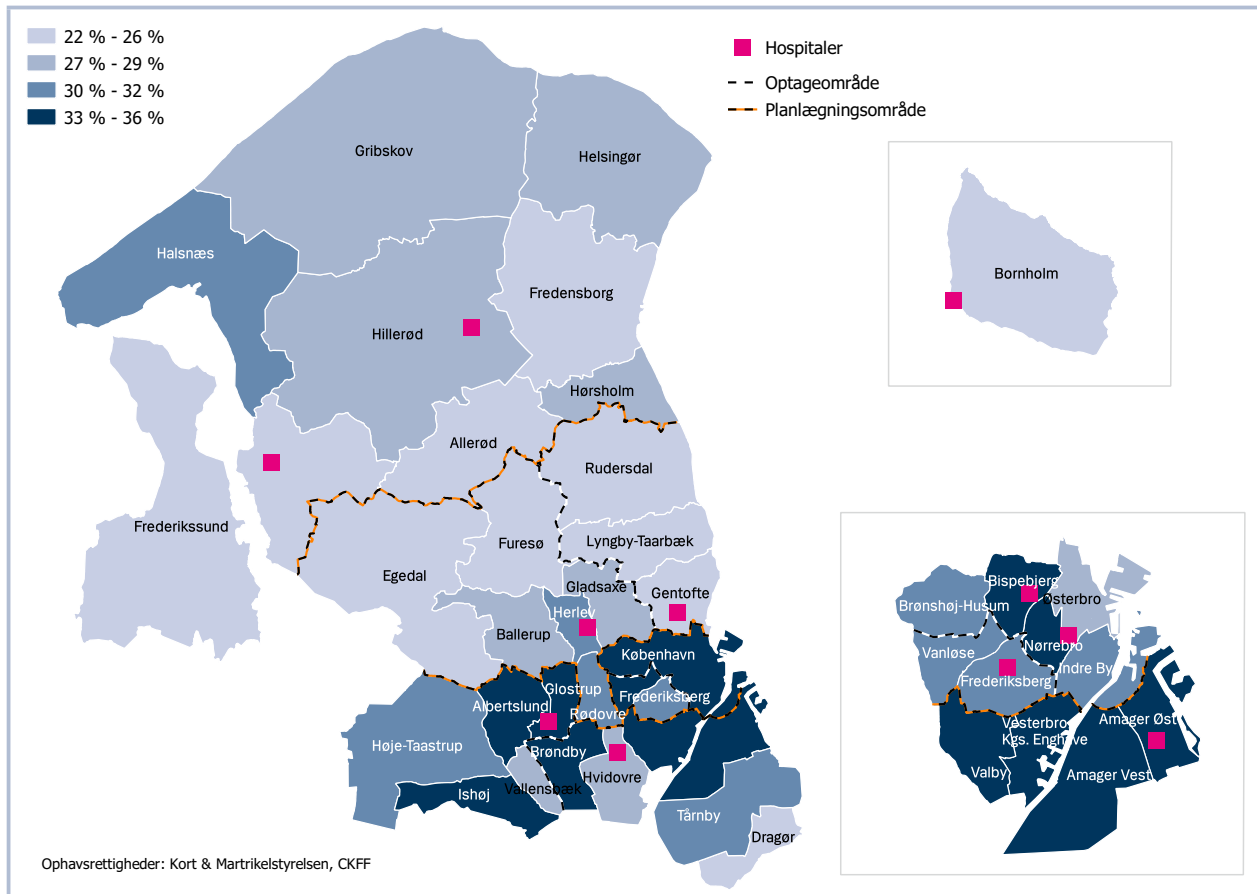 22 % - 26 %
27 % - 29 %
30 % - 32 %
33 % - 36 %
Hospitaler
Optageområde
Planlægningsområde
Gribskov
Helsingør
Halsnæs
Fredensborg
Hillerød
Hørsholm
Allerød
Rudersdal
Frederikssund
Furesø
Lyngby-Taarbæk
Egedal
Gladsaxe
Gentofte
Herlev
Ballerup
København
Glostrup
Frederiksberg
Albertslund
Rødovre
Høje-Taastrup
Brøndby
Hvidovre
Vallensbæk
Ishøj
Tårnby
Dragør
Bornholm
Bispebjerg
Østerbro
Brønshøj-Husum
Nørrebro
Vanløse
Indre By
Frederiksberg
Vesterbro
Kgs. Enghave
Amager Øst
Valby
Amager Vest
Ophavsrettigheder: Kort & Martrikelstyrelsen, CKFF